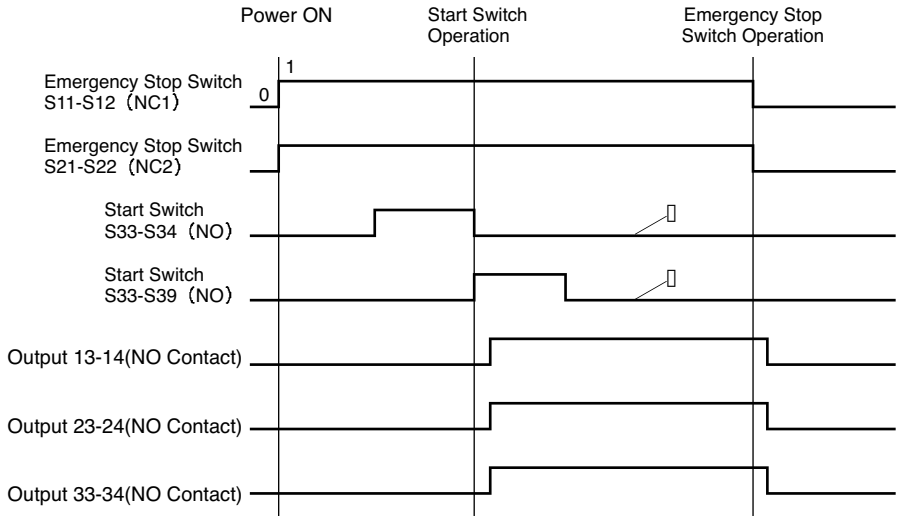 Power ON
Start Switch
Operation
Emergency Stop
Switch Operation
1
0
Emergency Stop Switch
S11-S12（NC1）
Emergency Stop Switch
S21-S22（NC2）
Start Switch
S33-S34（NO）
Start Switch
S33-S39（NO）
Output 13-14(NO Contact)
Output 23-24(NO Contact)
Output 33-34(NO Contact)